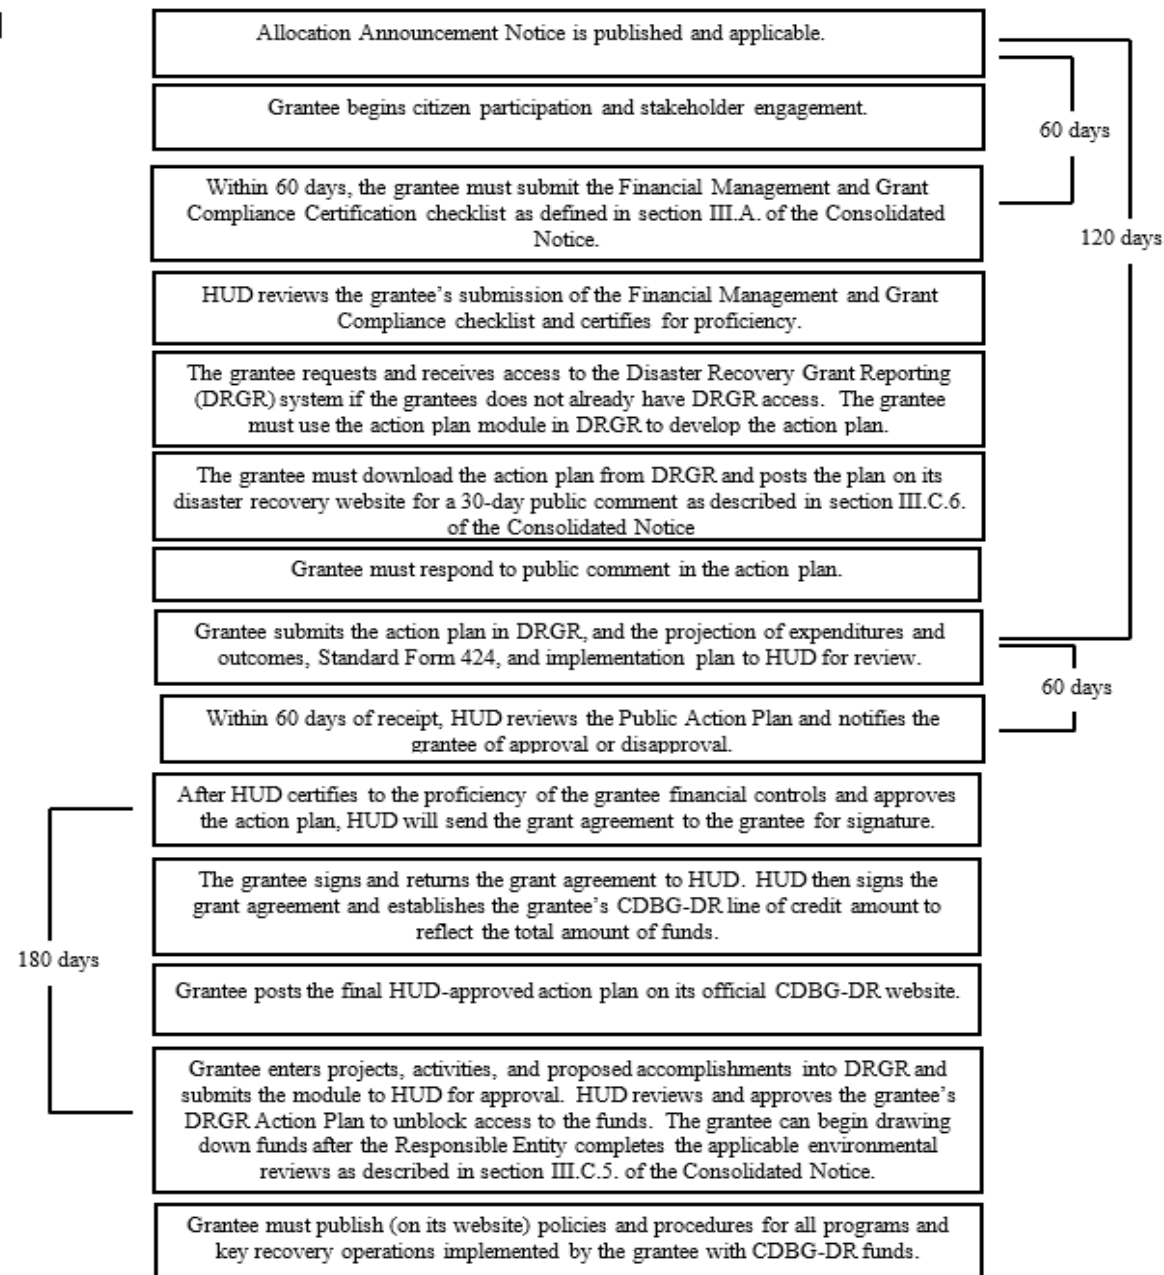 Allocation Announcement Notice is published and applicable.
Grantee begins citizen participation and stakeholder engagement.
60 days
Within 60 days, the grantee must submit the Financial Management and Grant
Compliance Certification checklist as defined in section III.A. of the Consolidated
Notice.
120 days
HUD reviews the grantee's submission of the Financial Management and Grant
Compliance checklist and certifies for proficiency.
The grantee requests and receives access to the Disaster Recovery Grant Reporting
(DRGR) system if the grantees does not already have DRGR access. The grantee
must use the action plan module in DRGR to develop the action plan.
The grantee must download the action plan from DRGR and posts the plan on its
disaster recovery website for a 30-day public comment as described in section III.C.6.
of the Consolidated Notice
Grantee must respond to public comment in the action plan.
Grantee submits the action plan in DRGR, and the projection of expenditures and
outcomes, Standard Form 424, and implementation plan to HUD for review.
60 days
Within 60 days of receipt, HUD reviews the Public Action Plan and notifies the
grantee of approval or disapproval.
After HUD certifies to the proficiency of the grantee financial controls and approves
the action plan, HUD will send the grant agreement to the grantee for signature.
The grantee signs and returns the grant agreement to HUD. HUD then signs the
grant agreement and establishes the grantee's CDBG-DR line of credit amount to
reflect the total amount of funds.
180 days
Grantee posts the final HUD-approved action plan on its official CDBG-DR website.
Grantee enters projects, activities, and proposed accomplishments into DRGR and
submits the module to HUD for approval. HUD reviews and approves the grantee's
DRGR Action Plan to unblock access to the funds. The grantee can begin drawing
down funds after the Responsible Entity completes the applicable environmental
reviews as described in section III.C.5. of the Consolidated Notice.
Grantee must publish (on its website) policies and procedures for all programs and
key recovery operations implemented by the grantee with CDBG-DR funds.